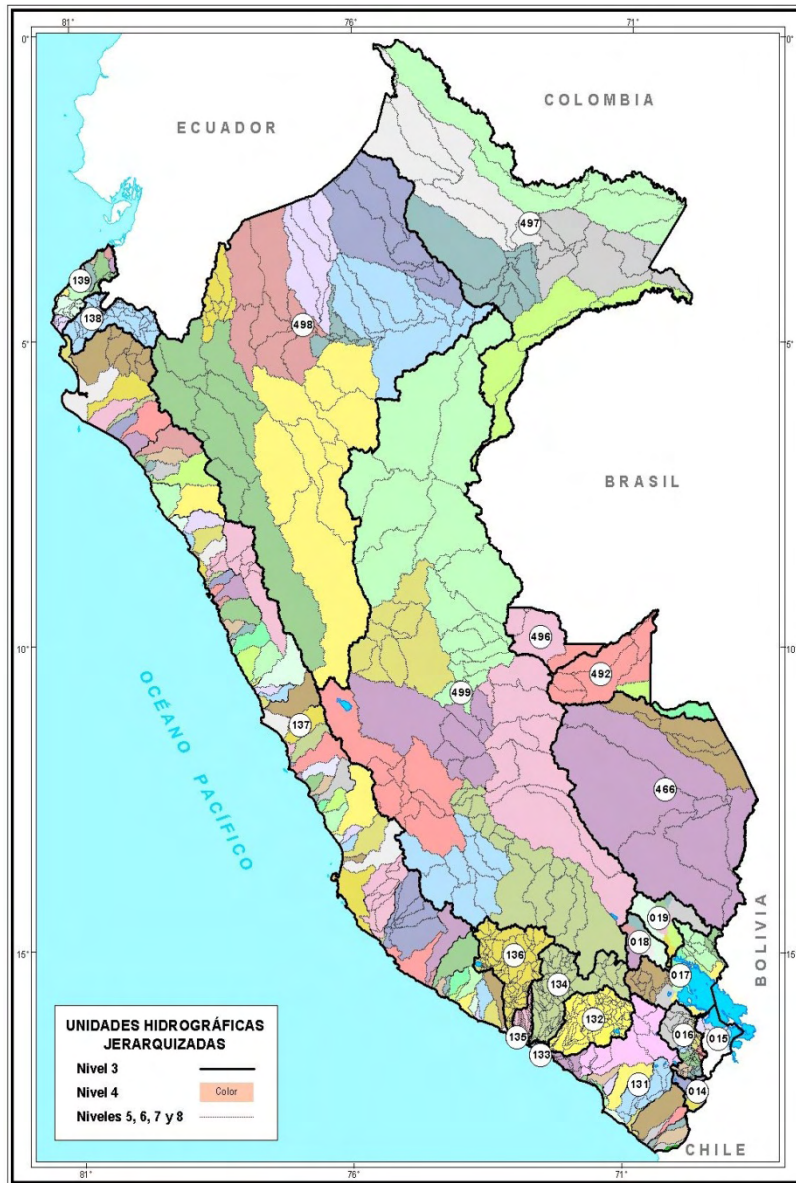 81°
76°
71°
0°
0°
COLOMBIA
ECUADOR
497
139
138
498
5°
5°
BRASIL
496
492
10°
10°
499
137
466
OCÉANO PACÍFICO
BOLIVIA
019
018
15°
15°
136
017
134
132
016
015
135
133
131
014
UNIDADES HIDROGRÁFICAS
JERARQUIZADAS
Nivel 3
Nivel 4
Color
Niveles 5, 6, 7 y 8
CHILE
81°
76°
71°